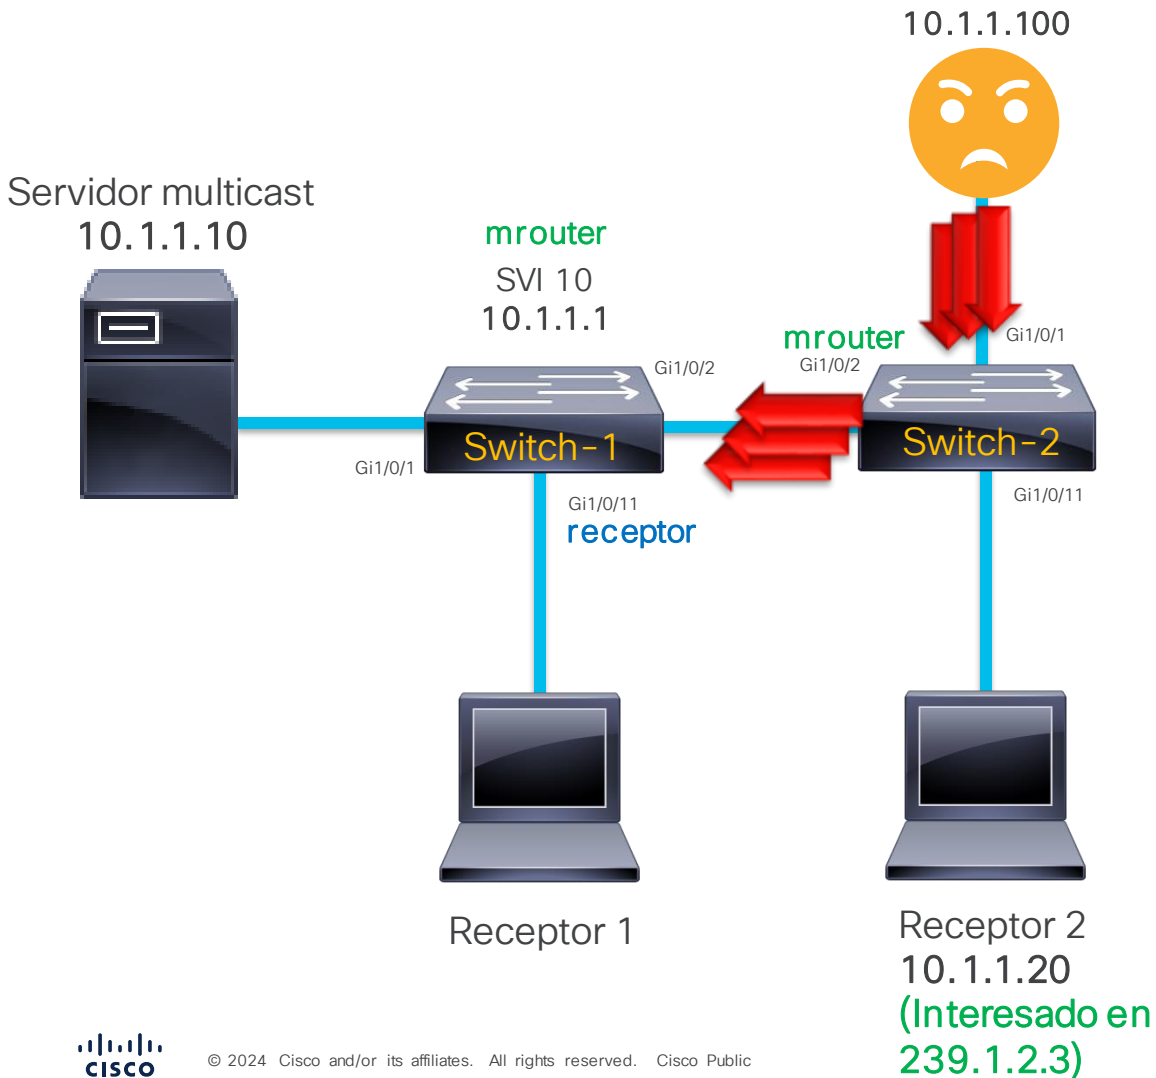 10.1.1.100
Servidor multicast
10.1.1.10
mrouter
SVI 10
10.1.1.1
Gi1/0/2
mrouter
Gi1/0/2
Gi1/0/1
Switch-1
Switch-2
Gi1/0/1
Gi1/0/11
receptor
Gi1/0/11
Receptor 1
Receptor 2
10.1.1.20
(Interesado en
239.1.2.3)
CISCO
© 2024 Cisco and/or its affiliates. All rights reserved. Cisco Public